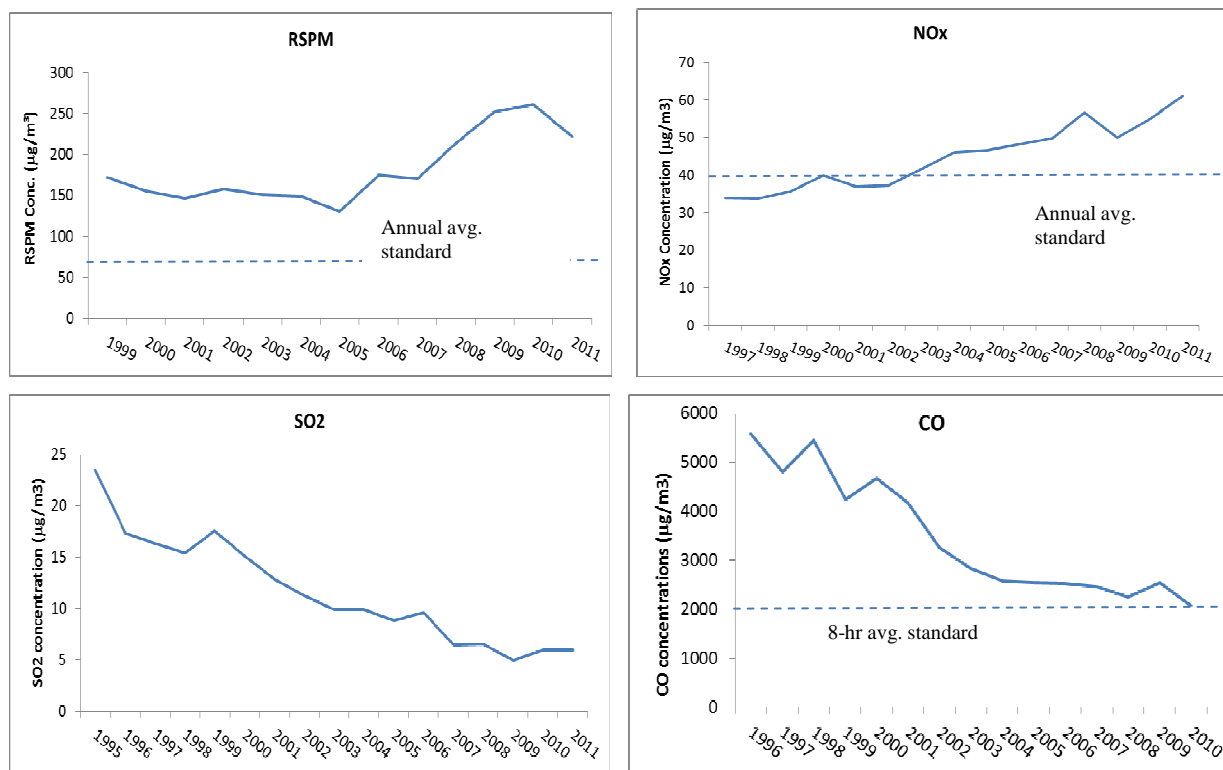 RSPM
RSPM Conc. (µg/m³)
300
250
200
150
100
50
0
Annual avg.
standard
1999 2000 2001 2002 2003 2004 2005 2006 2007 2008 2009 2010 2011
NOx
NOx Concentration (µg/m3)
70
60
50
40
30
20
10
0
Annual avg.
standard
1997 1998 1999 2000 2001 2002 2003 2004 2005 2006 2007 2008 2009 2010 2011
SO2
SO2 concentration (µg/m3)
25
20
15
10
5
0
1995 1996 1997 1998 1999 2000 2001 2002 2003 2004 2005 2006 2007 2008 2009 2010 2011
CO
CO concentrations (µg/m3)
6000
5000
4000
3000
2000
1000
0
8-hr avg. standard
1996 1997 1998 1999 2000 2001 2002 2003 2004 2005 2006 2007 2008 2009 2010